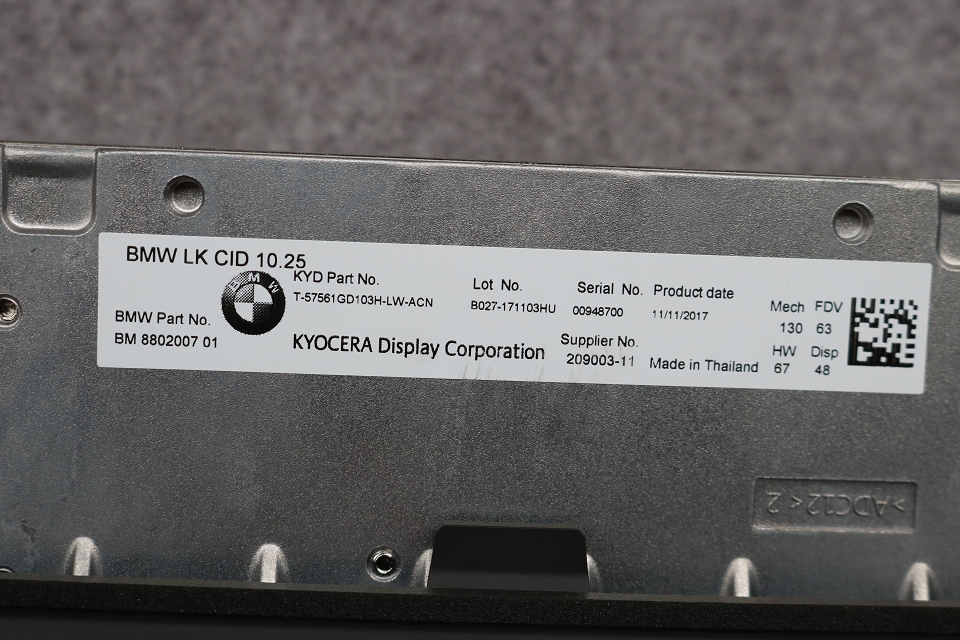 BMW LK CID 10.25
BMW
KYD Part No.
T-57561GD103H-LW-ACN
Lot No.
B027-171103HU
Serial No.
00948700
Product date
11/11/2017
Mech FDV
130 63
HW Disp
67 48
BMW Part No.
BM 8802007 01
KYOCERA Display Corporation
Supplier No.
209003-11
Made in Thailand
>ADC12<2